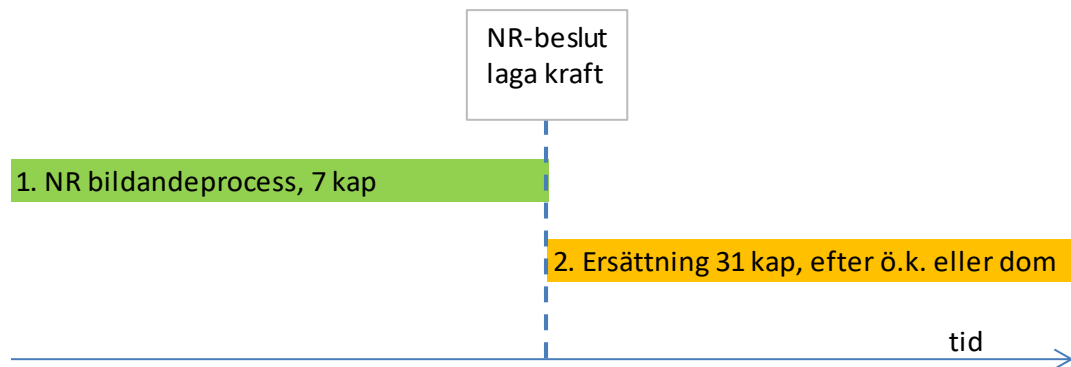 NR-beslut
laga kraft
1. NR bildandeprocess, 7 kap
2. Ersättning 31 kap, efter ö.k. eller dom
tid